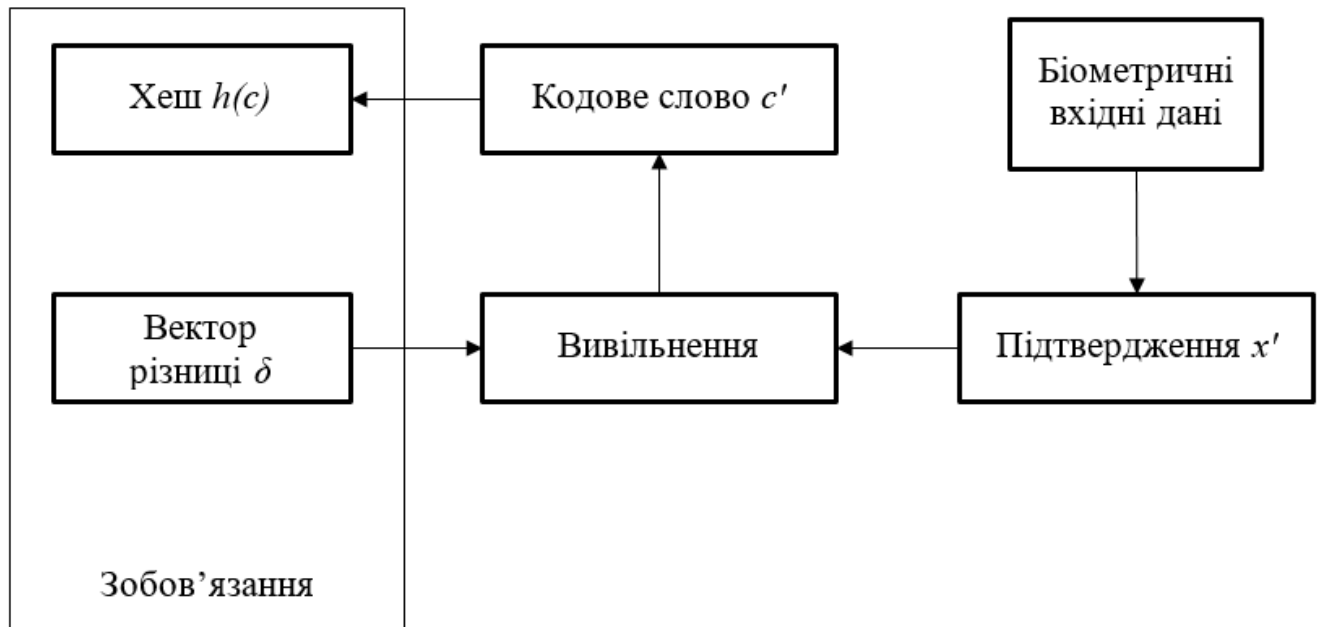 Хеш h(c)
Кодове слово c′
Біометричні
вхідні дані
Вектор
різниці δ
Вивільнення
Підтвердження x′
Зобов’язання